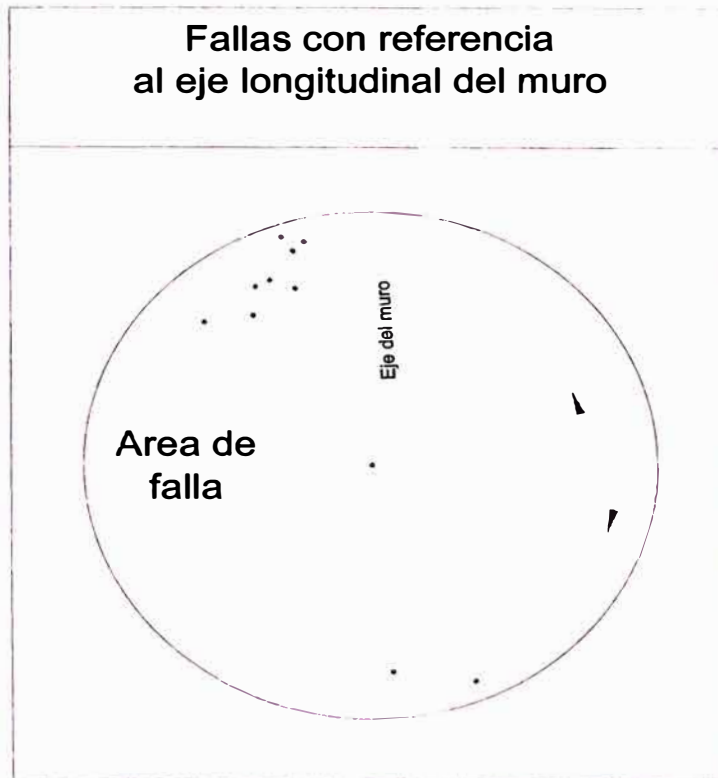 Fallas con referencia
al eje longitudinal del muro
Eje del muro
Area de
falla